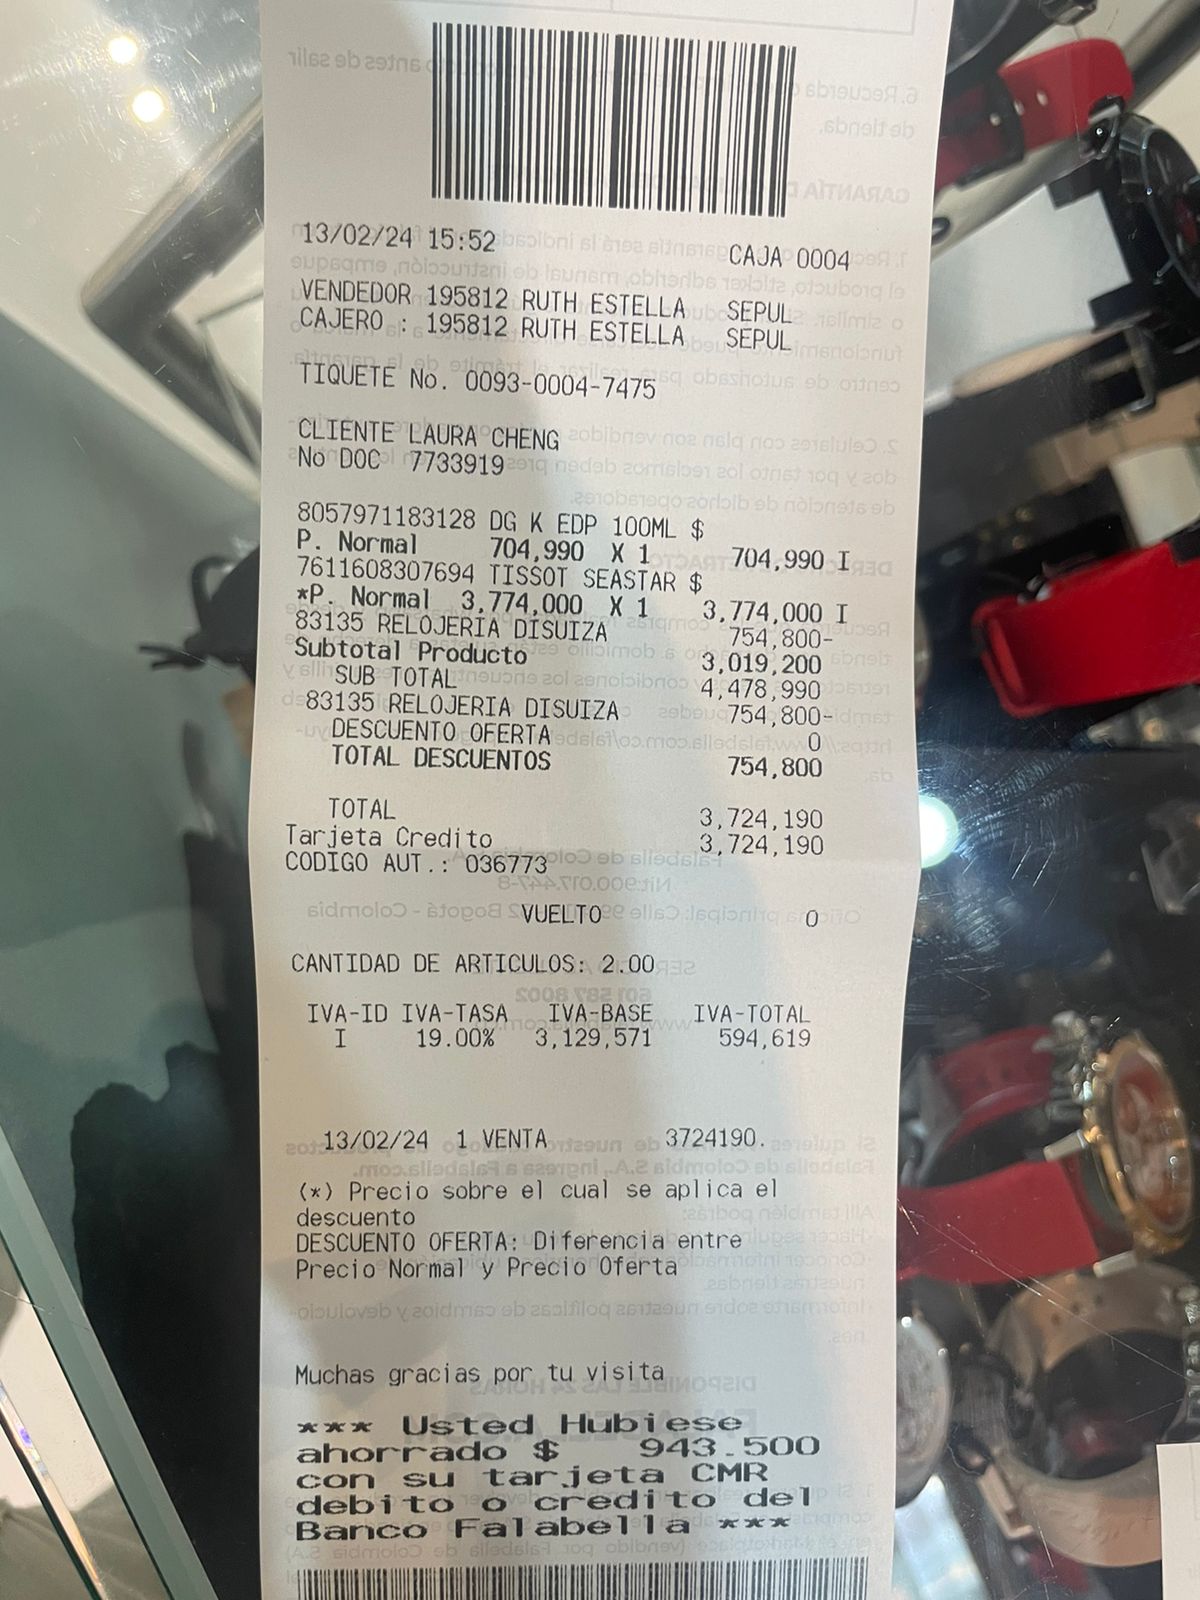 13/02/24 15:52 CAJA 0004
VENDEDOR 195812 RUTH ESTELLA SEPUL
CAJERO : 195812 RUTH ESTELLA SEPUL
TIQUETE No. 0093-0004-7475
CLIENTE LAURA CHENG
No DOC 7733919
8057971183128 DG K EDP 100ML $
P. Normal 704,990 X 1 704,990 I
7611608307694 TISSOT SEASTAR $
*P. Normal 3,774,000 X 1 3,774,000 I
83135 RELOJERIA DISUIZA 754,800-
Subtotal Producto 3,019,200
SUB TOTAL 4,478,990
83135 RELOJERIA DISUIZA 754,800-
DESCUENTO OFERTA 0
TOTAL DESCUENTOS 754,800
TOTAL 3,724,190
Tarjeta Credito 3,724,190
CODIGO AUT.: 036773
VUELTO 0
CANTIDAD DE ARTICULOS: 2.00
IVA-ID IVA-TASA IVA-BASE IVA-TOTAL
I 19.00% 3,129,571 594,619
13/02/24 1 VENTA 3724190.
(*) Precio sobre el cual se aplica el
descuento
DESCUENTO OFERTA: Diferencia entre
Precio Normal y Precio Oferta
Muchas gracias por tu visita
*** Usted Hubiese
ahorrado $ 943.500
con su tarjeta CMR
debito o credito del
Banco Falabella ***